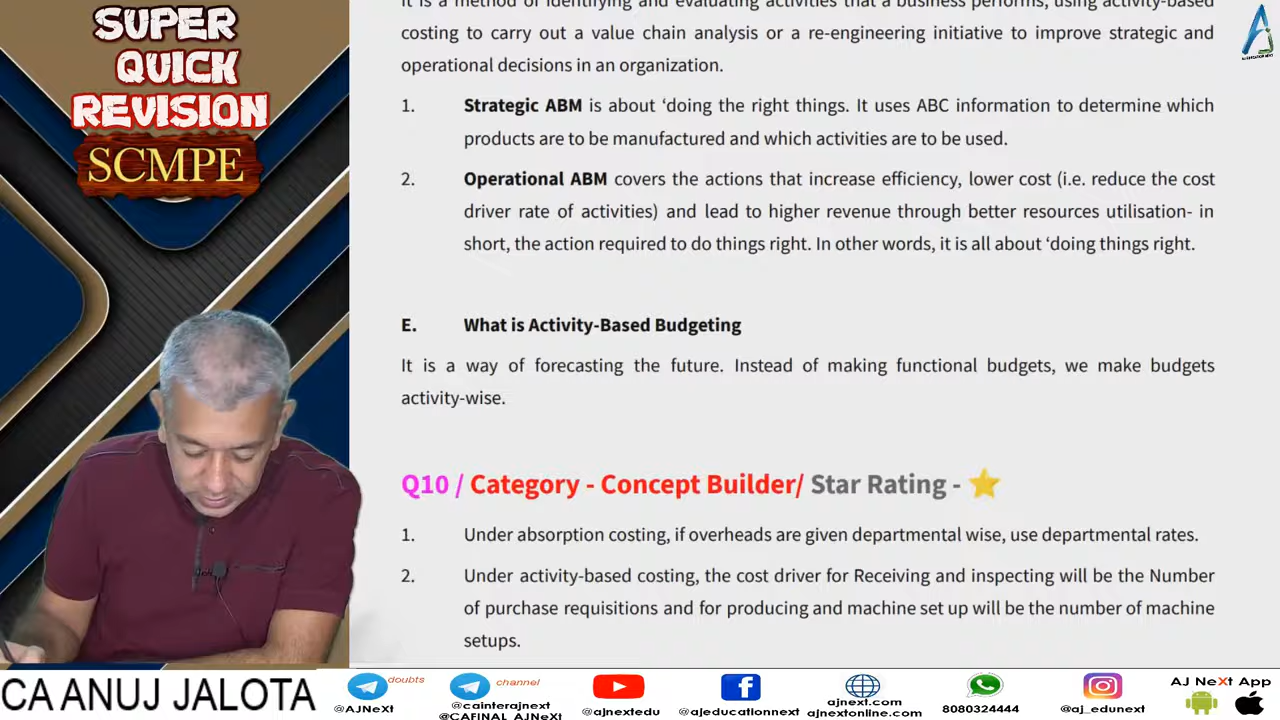 SUPER
QUICK
REVISION
SCMPE
It is a method of identifying and evaluating activities that a business performs, using activity-based
costing to carry out a value chain analysis or a re-engineering initiative to improve strategic and
operational decisions in an organization.
1. Strategic ABM is about ‘doing the right things. It uses ABC information to determine which
products are to be manufactured and which activities are to be used.
2. Operational ABM covers the actions that increase efficiency, lower cost (i.e. reduce the cost
driver rate of activities) and lead to higher revenue through better resources utilisation- in
short, the action required to do things right. In other words, it is all about ‘doing things right.
E. What is Activity-Based Budgeting
It is a way of forecasting the future. Instead of making functional budgets, we make budgets
activity-wise.
Q10 / Category - Concept Builder/ Star Rating - ⭐
1. Under absorption costing, if overheads are given departmental wise, use departmental rates.
2. Under activity-based costing, the cost driver for Receiving and inspecting will be the Number
of purchase requisitions and for producing and machine set up will be the number of machine
setups.
CA ANUJ JALOTA
doubts
@AJNeXt
channel
@cainterajnext
@CAFINAL_AJNeXt
@ajnextedu
@ajeducationnext
ajnext.com
ajnextonline.com
8080324444
@aj_edunext
AJ NeXt App